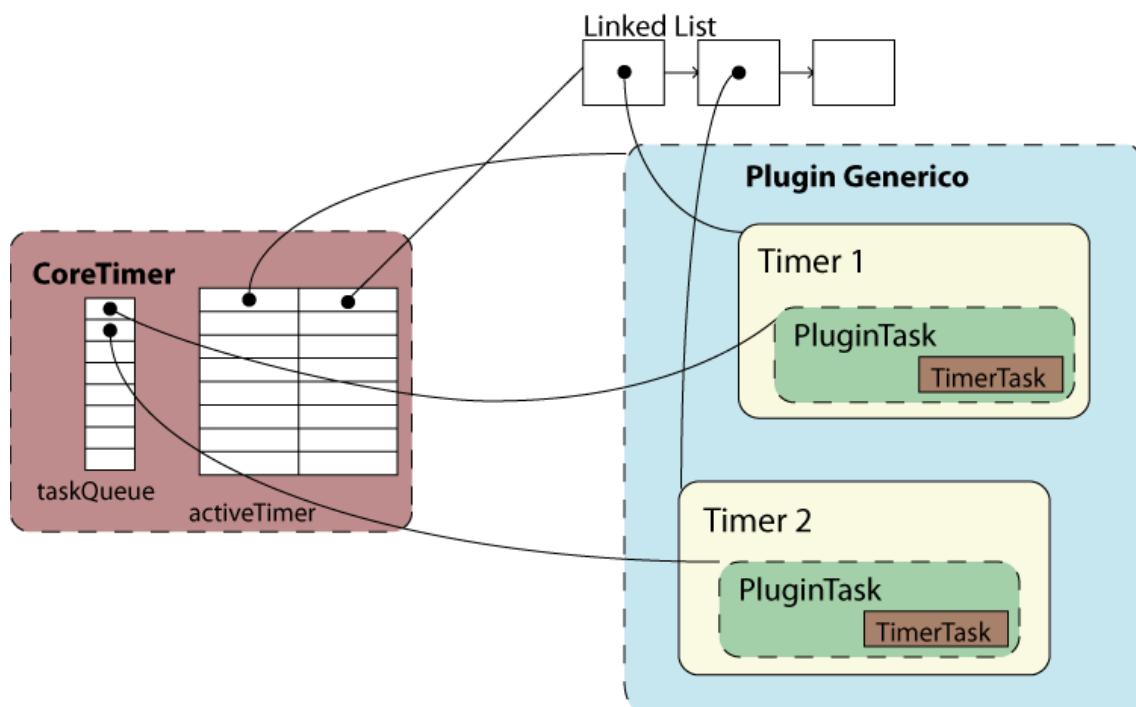 Linked List
Plugin Generico
CoreTimer
taskQueue
activeTimer
Timer 1
PluginTask
TimerTask
Timer 2
PluginTask
TimerTask